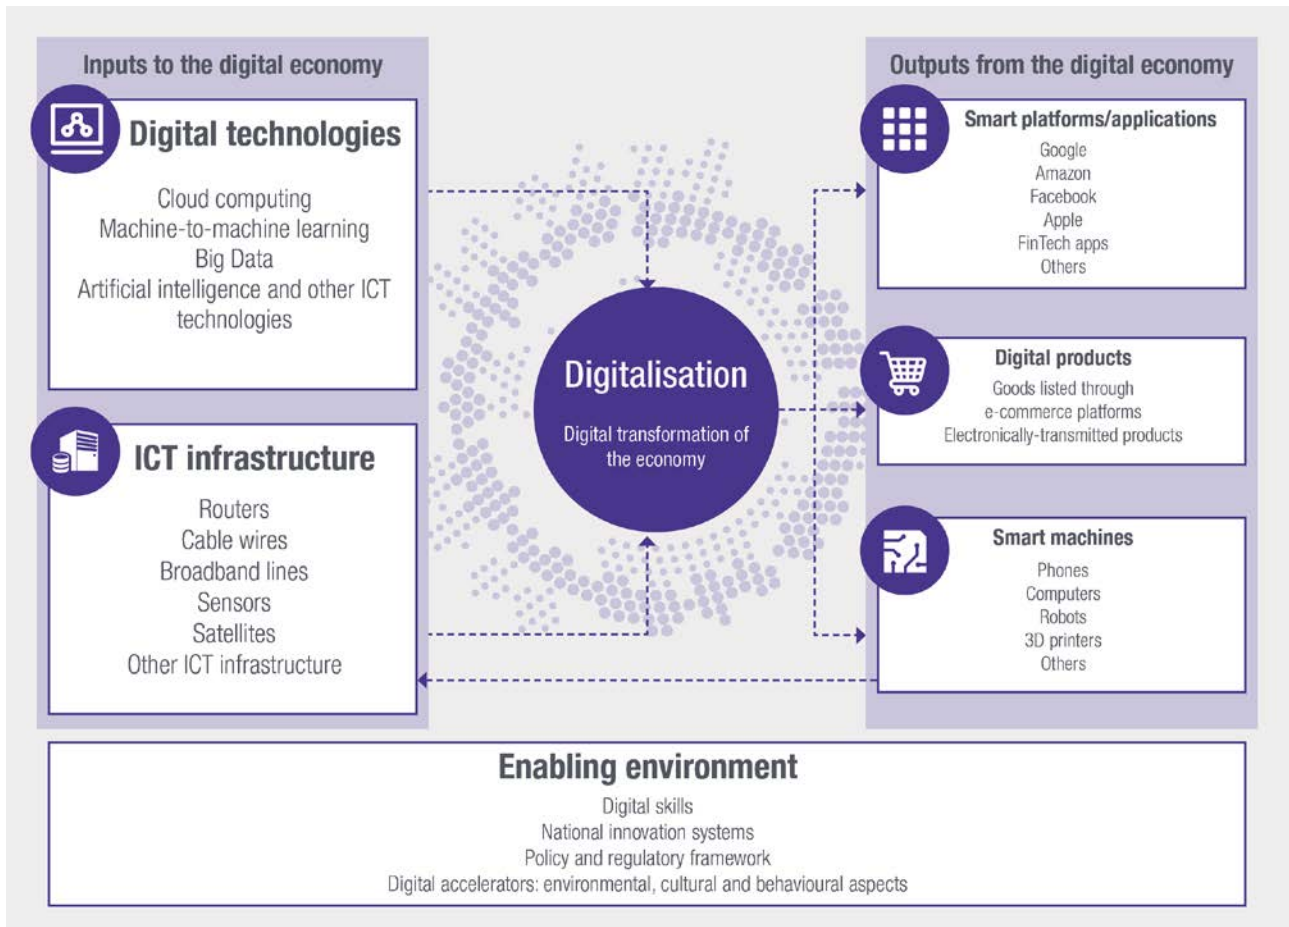 Inputs to the digital economy
Digital technologies
Cloud computing
Machine-to-machine learning
Big Data
Artificial intelligence and other ICT
technologies
ICT infrastructure
Routers
Cable wires
Broadband lines
Sensors
Satellites
Other ICT infrastructure
Digitalisation
Digital transformation of
the economy
Outputs from the digital economy
Smart platforms/applications
Google
Amazon
Facebook
Apple
FinTech apps
Others
Digital products
Goods listed through
e-commerce platforms
Electronically-transmitted products
Smart machines
Phones
Computers
Robots
3D printers
Others
Enabling environment
Digital skills
National innovation systems
Policy and regulatory framework
Digital accelerators: environmental, cultural and behavioural aspects